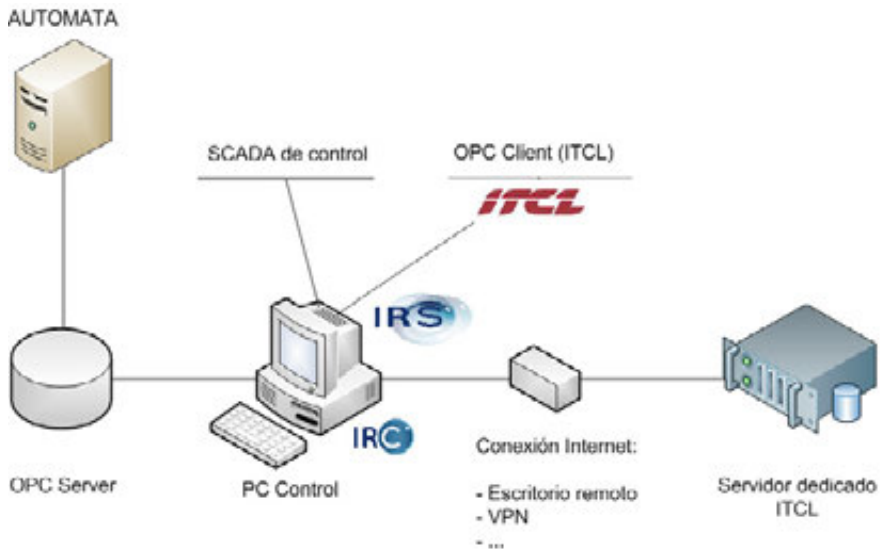 AUTOMATA
SCADA de control
OPC Client (ITCL)
ITCL
IRS
IRC
OPC Server
PC Control
Conexión Internet:
- Escritorio remoto
- VPN
- ...
Servidor dedicado
ITCL